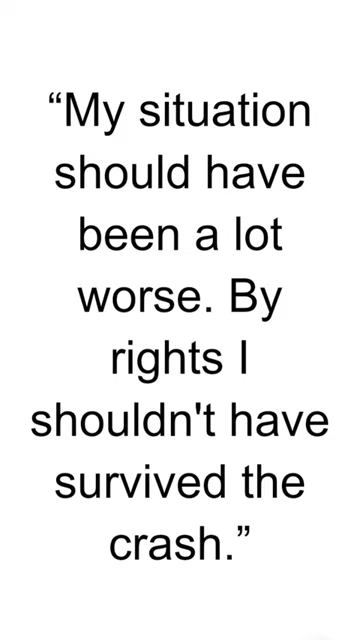 “My situation
should have
been a lot
worse. By
rights I
shouldn't have
survived the
crash.”